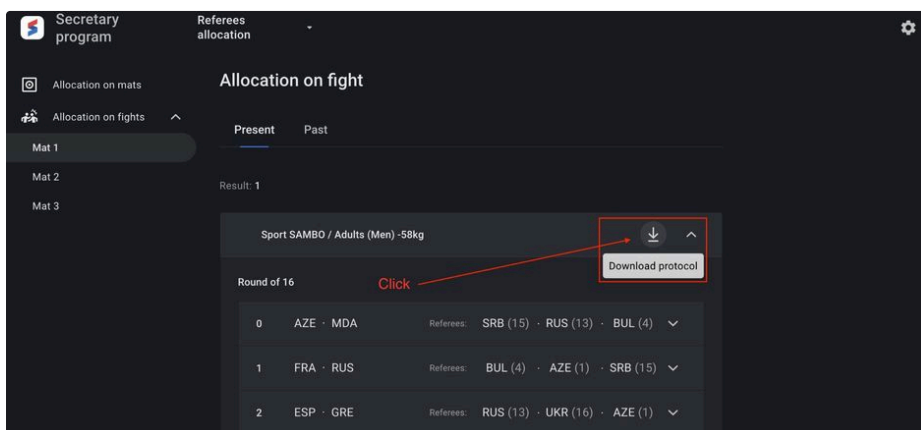 Secretary program
Referees allocation
Allocation on mats
Allocation on fights
Mat 1
Mat 2
Mat 3
Allocation on fight
Present Past
Result: 1
Sport SAMBO / Adults (Men) -58kg
Download protocol
Click
Round of 16
0 AZE · MDA Referees: SRB (15) · RUS (13) · BUL (4)
1 FRA · RUS Referees: BUL (4) · AZE (1) · SRB (15)
2 ESP · GRE Referees: RUS (13) · UKR (16) · AZE (1)